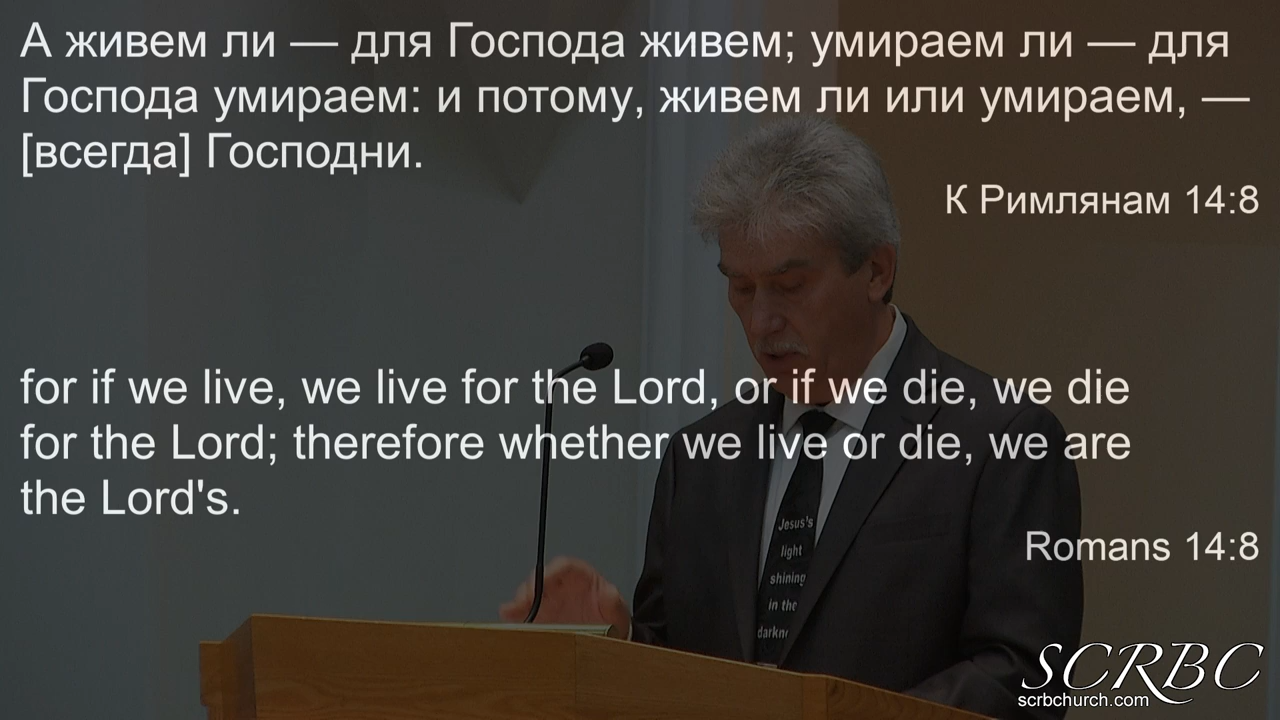 А живем ли — для Господа живем; умираем ли — для
Господа умираем: и потому, живем ли или умираем, —
[всегда] Господни.
К Римлянам 14:8
for if we live, we live for the Lord, or if we die, we die
for the Lord; therefore whether we live or die, we are
the Lord's.
Romans 14:8
Jesus's
light
shining
in the
SCRBC
scrbchurch.com